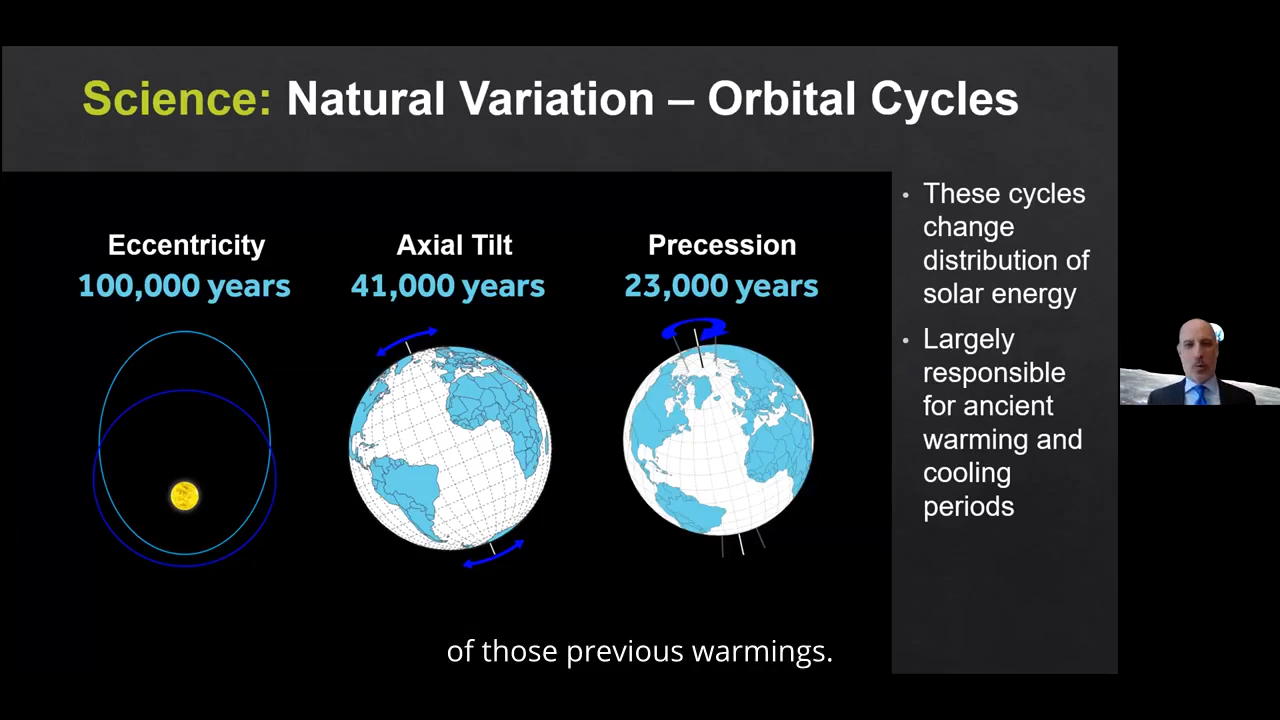 Science: Natural Variation – Orbital Cycles
Eccentricity
100,000 years
Axial Tilt
41,000 years
Precession
23,000 years
• These cycles
change
distribution of
solar energy
• Largely
responsible
for ancient
warming and
cooling
periods
of those previous warmings.